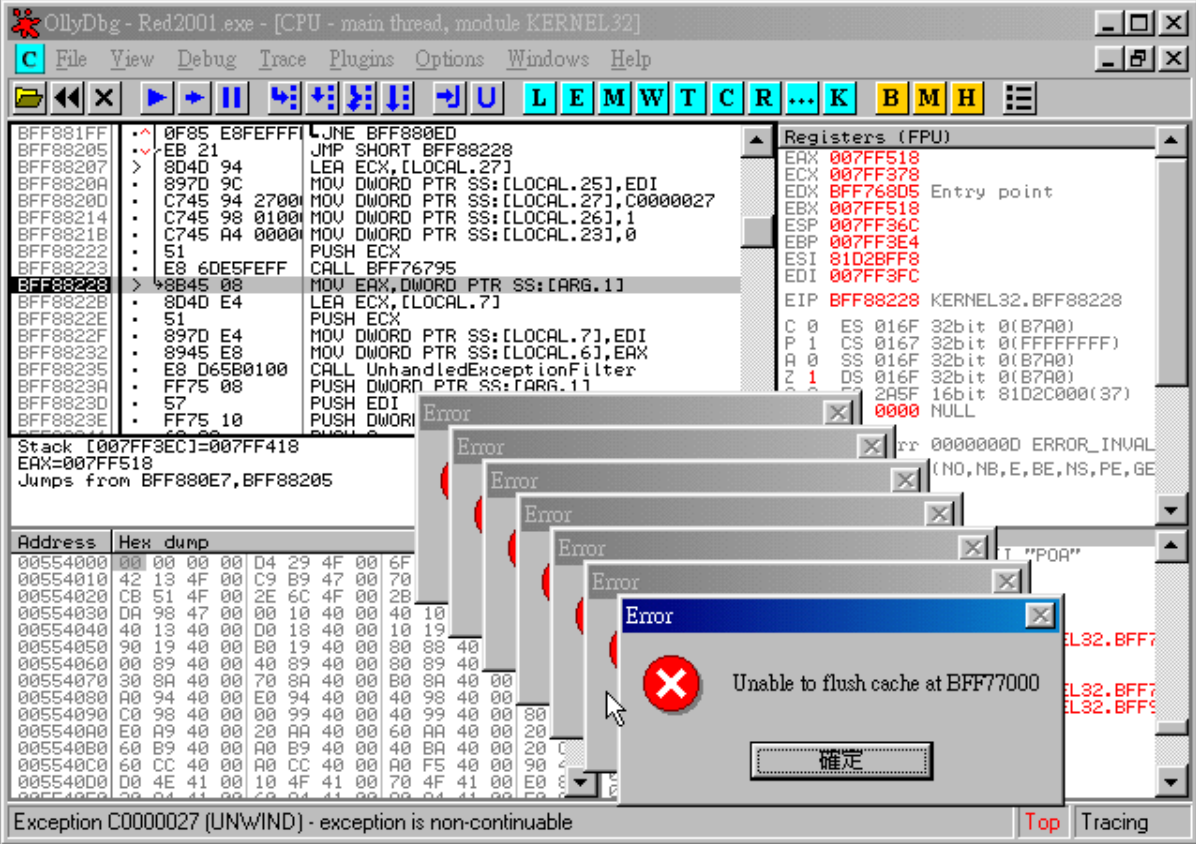 OllyDbg - Red2001.exe - [CPU - main thread, module KERNEL32]
C File View Debug Trace Plugins Options Windows Help
L E M W T C R ... K B M H
BFF881FF 0F85 E8FEFFF JNE BFF880ED
BFF88205 EB 21 JMP SHORT BFF88228
BFF88207 8D4D 94 LEA ECX,[LOCAL.27]
BFF8820A 897D 9C MOV DWORD PTR SS:[LOCAL.25],EDI
BFF8820D C745 94 2700 MOV DWORD PTR SS:[LOCAL.27],C0000027
BFF88214 C745 98 0100 MOV DWORD PTR SS:[LOCAL.26],1
BFF8821B C745 A4 0000 MOV DWORD PTR SS:[LOCAL.23],0
BFF88222 51 PUSH ECX
BFF88223 E8 6DE5FEFF CALL BFF76795
BFF88228 8B45 08 MOV EAX,DWORD PTR SS:[ARG.1]
BFF8822B 8D4D E4 LEA ECX,[LOCAL.7]
BFF8822E 51 PUSH ECX
BFF8822F 897D E4 MOV DWORD PTR SS:[LOCAL.7],EDI
BFF88232 8945 E8 MOV DWORD PTR SS:[LOCAL.6],EAX
BFF88235 E8 D65B0100 CALL UnhandledExceptionFilter
BFF8823A FF75 08 PUSH DWORD PTR SS:[ARG.1]
BFF8823D 57 PUSH EDI
BFF8823E FF75 10 PUSH DWOR
Registers (FPU)
EAX 007FF518
ECX 007FF378
EDX BFF768D5 Entry point
EBX 007FF518
ESP 007FF36C
EBP 007FF3E4
ESI 81D2BFF8
EDI 007FF3FC
EIP BFF88228 KERNEL32.BFF88228
C 0 ES 016F 32bit 0(B7A0)
P 1 CS 0167 32bit 0(FFFFFFFF)
A 0 SS 016F 32bit 0(B7A0)
Z 1 DS 016F 32bit 0(B7A0)
2A5F 16bit 81D2C000(37)
0000 NULL
rr 0000000D ERROR_INVAL
(NO,NB,E,BE,NS,PE,GE
Stack [007FF3EC]=007FF418
EAX=007FF518
Jumps from BFF880E7,BFF88205
Address Hex dump
00554000 00 00 00 00 D4 29 4F 00 6F
00554010 42 13 4F 00 C9 B9 47 00 70
00554020 CB 51 4F 00 2E 6C 4F 00 2B
00554030 DA 98 47 00 00 10 40 00 40 10
00554040 40 13 40 00 D0 18 40 00 10 19
00554050 90 19 40 00 B0 19 40 00 80 88 40
00554060 00 89 40 00 40 89 40 00 80 89 40
00554070 30 8A 40 00 70 8A 40 00 B0 8A 40 00
00554080 A0 94 40 00 E0 94 40 00 40 98 40 00
00554090 C0 98 40 00 00 99 40 00 40 99 40 00 80
005540A0 E0 A9 40 00 20 AA 40 00 60 AA 40 00 20
005540B0 60 B9 40 00 A0 B9 40 00 40 BA 40 00 20
005540C0 60 CC 40 00 A0 CC 40 00 A0 F5 40 00 90
005540D0 D0 4E 41 00 10 4F 41 00 70 4F 41 00 E0
"POA"
EL32.BFF7
EL32.BFF7
EL32.BFF9
Error
Error
Error
Error
Error
Error
Error
Unable to flush cache at BFF77000
確定
Exception C0000027 (UNWIND) - exception is non-continuable
Top
Tracing